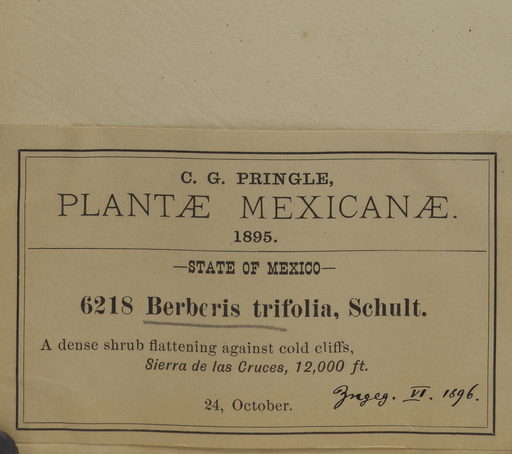 C. G. PRINGLE,
PLANTÆ MEXICANÆ.
1895.
—STATE OF MEXICO—
6218 Berberis trifolia, Schult.
A dense shrub flattening against cold cliffs,
Sierra de las Cruces, 12,000 ft.
24, October.
Zugeg. VI. 1896.